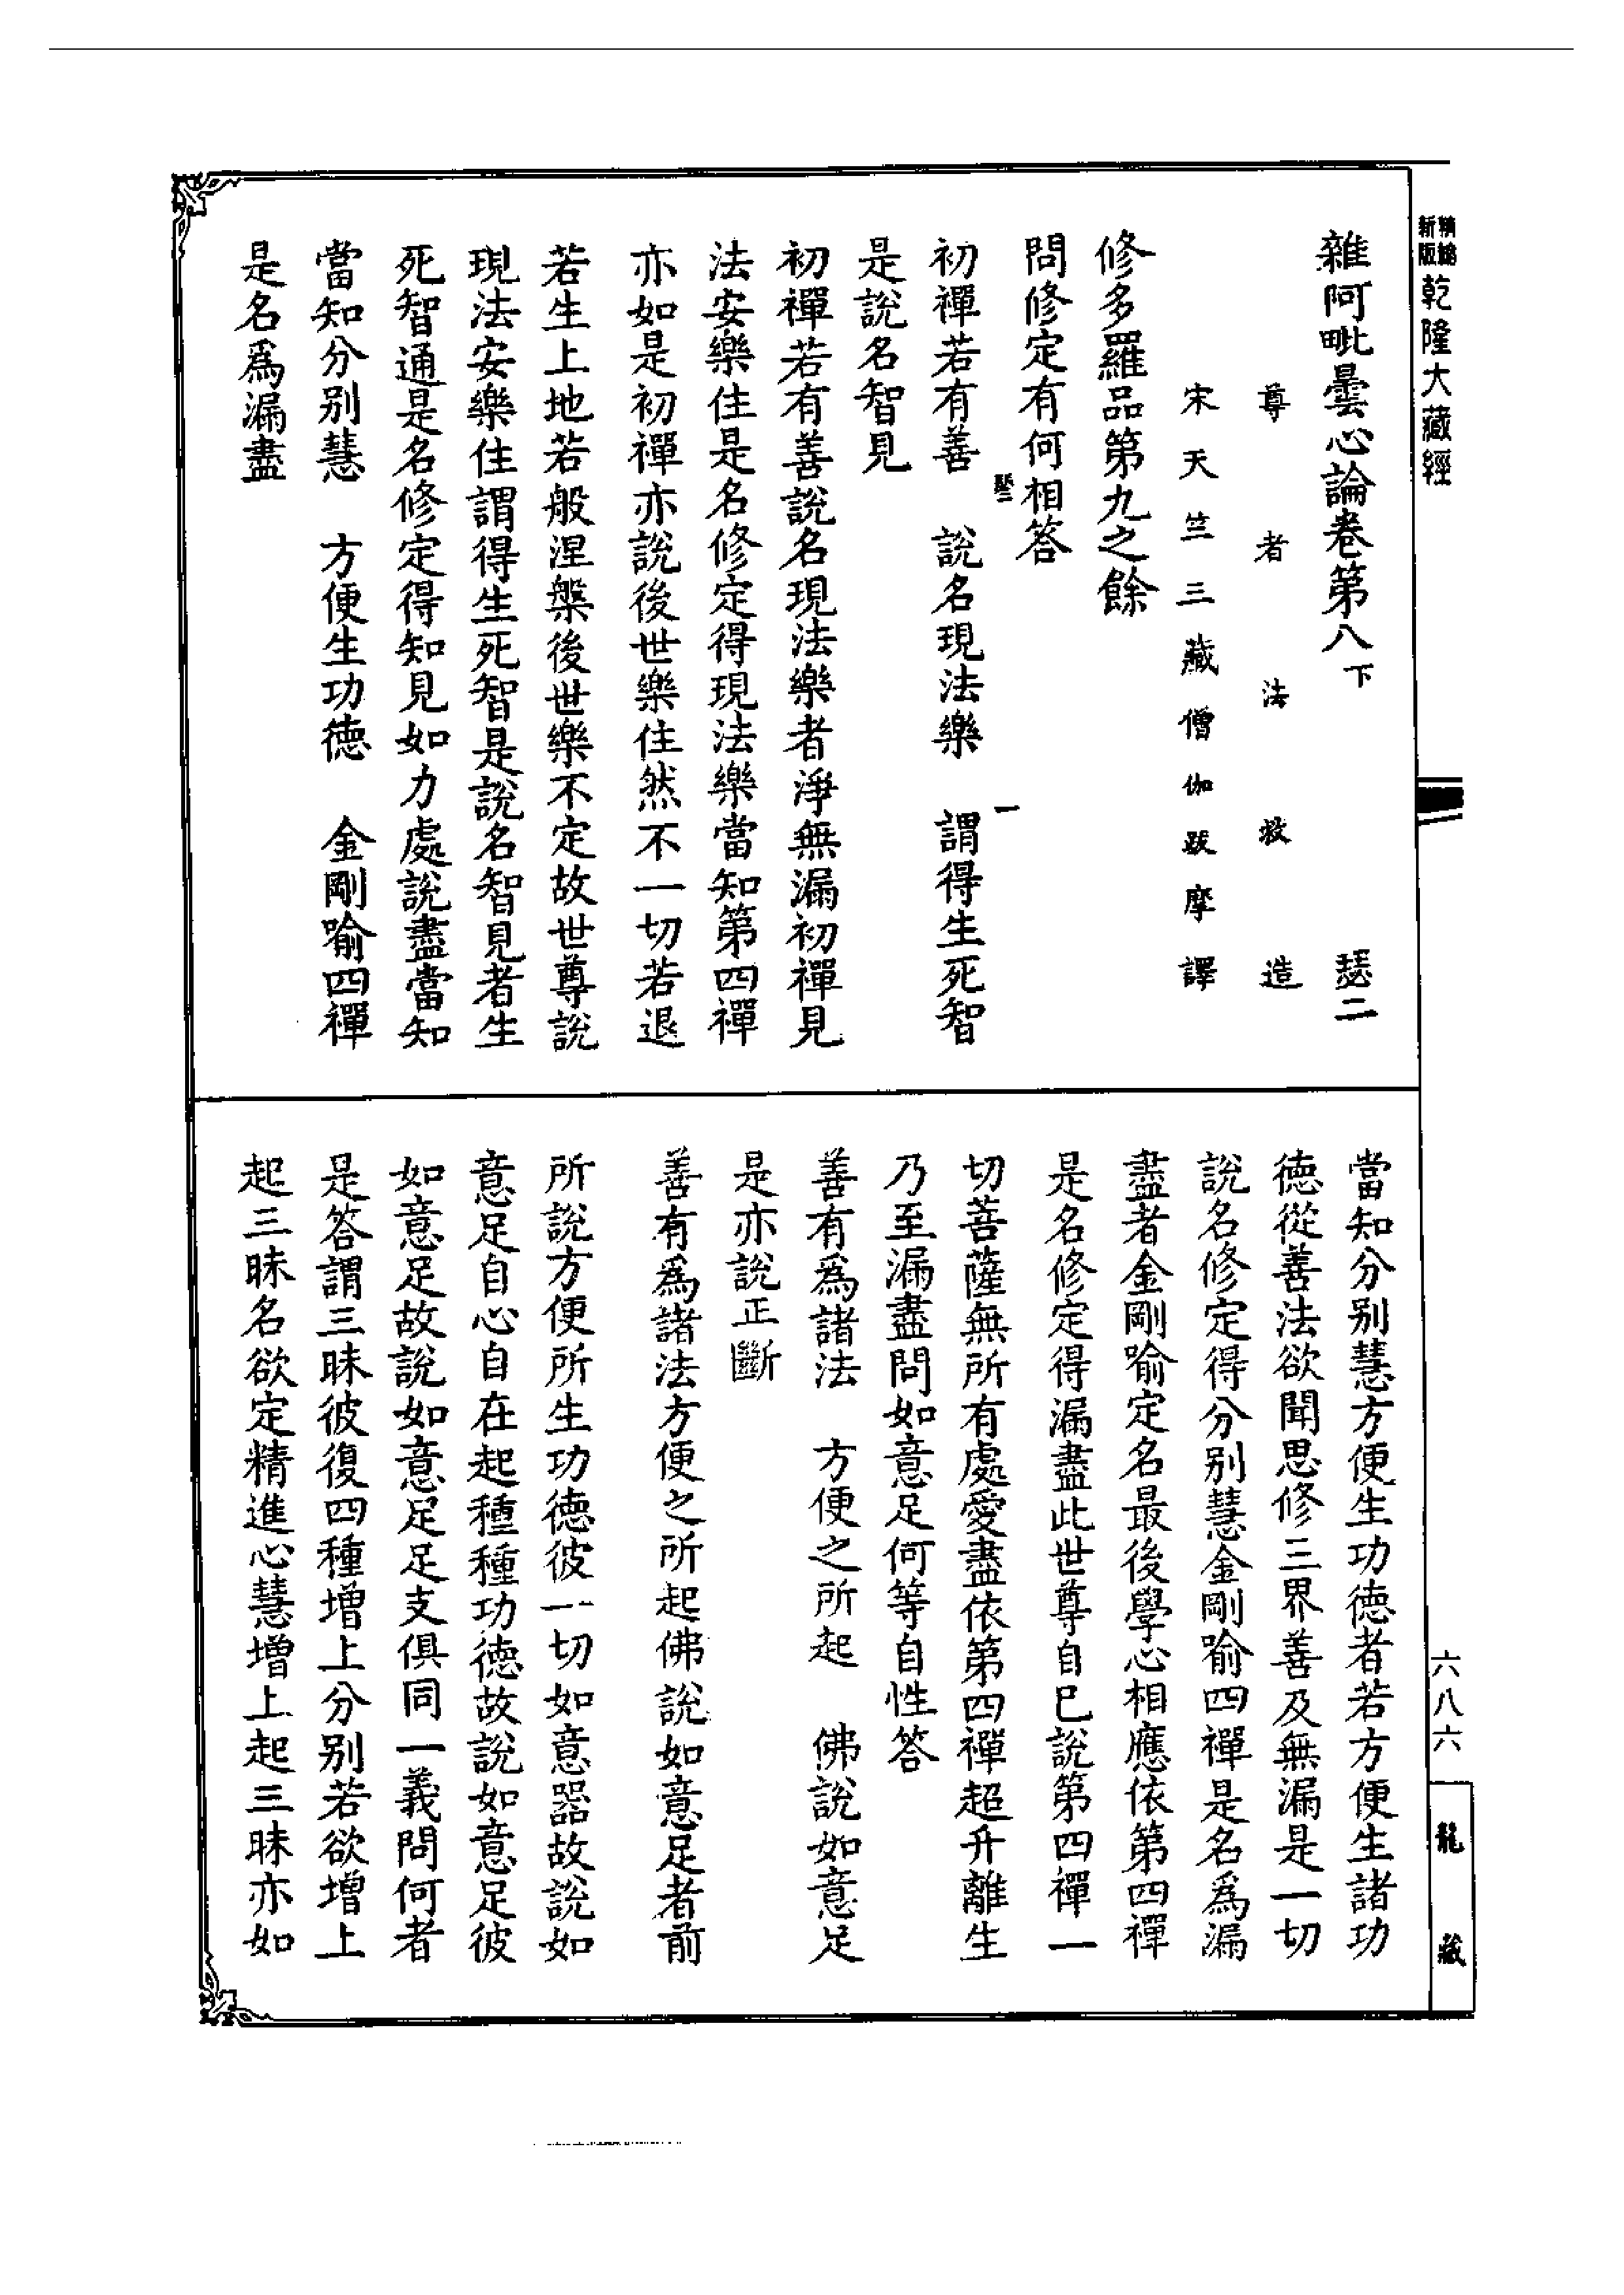 精縮新版乾隆大藏經
雜阿毗曇心論卷第八下　瑟二
尊者法救造
宋天竺三藏僧伽跋摩譯
修多羅品第九之餘
問修定有何相答
初禪若有善　說名現法樂　謂得生死智
是說名智見
初禪若有善說名現法樂者淨無漏初禪見
法安樂住是名修定得現法樂當知第四禪
亦如是初禪亦說後世樂住然不一切若退
若生上地若般涅槃後世樂不定故世尊說
現法安樂住謂得生死智是說名智見者生
死智通是名修定得知見如力處說盡當知
當知分別慧　方便生功德　金剛喻四禪
是名爲漏盡
當知分別慧方便生功德者若方便生諸功
德從善法欲聞思修三界善及無漏是一切
說名修定得分別慧金剛喻四禪是名爲漏
盡者金剛喻定名最後學心相應依第四禪
是名修定得漏盡此世尊自已說第四禪一
切菩薩無所有處愛盡依第四禪超升離生
乃至漏盡問如意足何等自性答
善有爲諸法　方便之所起　佛說如意足
是亦說正斷
善有爲諸法方便之所起佛說如意足者前
所說方便所生功德彼一切如意器故說如
意足自心自在起種種功德故說如意足彼
如意足故說如意足足支俱同一義問何者
是答謂三昧彼復四種增上分別若欲增上
起三昧名欲定精進心慧增上起三昧亦如
六八六
龍藏